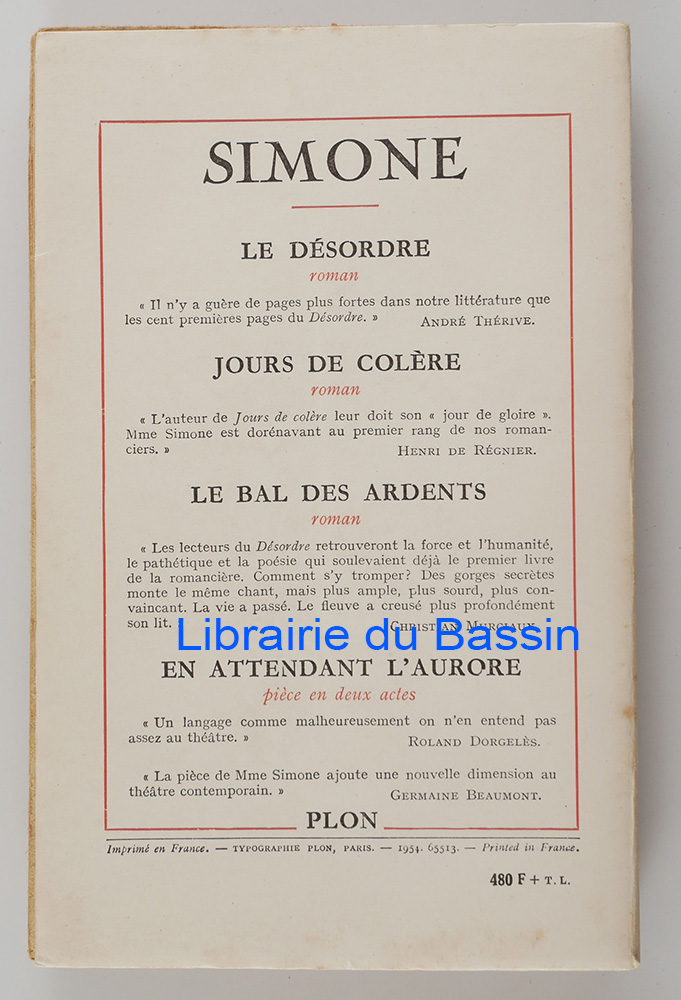 SIMONE
LE DÉSORDRE
roman
« Il n'y a guère de pages plus fortes dans notre littérature que
les cent premières pages du Désordre. » ANDRÉ THÉRIVE.
JOURS DE COLÈRE
roman
« L'auteur de Jours de colère leur doit son « jour de gloire ».
Mme Simone est dorénavant au premier rang de nos roman-
ciers. » HENRI DE RÉGNIER.
LE BAL DES ARDENTS
roman
« Les lecteurs du Désordre retrouveront la force et l'humanité,
le pathétique et la poésie qui soulevaient déjà le premier livre
de la romancière. Comment s'y tromper? Des gorges secrètes
monte le même chant, mais plus ample, plus sourd, plus con-
vaincant. La vie a passé. Le fleuve a creusé plus profondément
son lit. CHRISTIAN MURCIAUX.
Librairie du Bassin
EN ATTENDANT L'AURORE
pièce en deux actes
« Un langage comme malheureusement on n'en entend pas
assez au théâtre. » ROLAND DORGELÈS.
« La pièce de Mme Simone ajoute une nouvelle dimension au
théâtre contemporain. » GERMAINE BEAUMONT.
PLON
Imprimé en France. — TYPOGRAPHIE PLON, PARIS. — 1954. 65513. — Printed in France.
480 F + T. L.